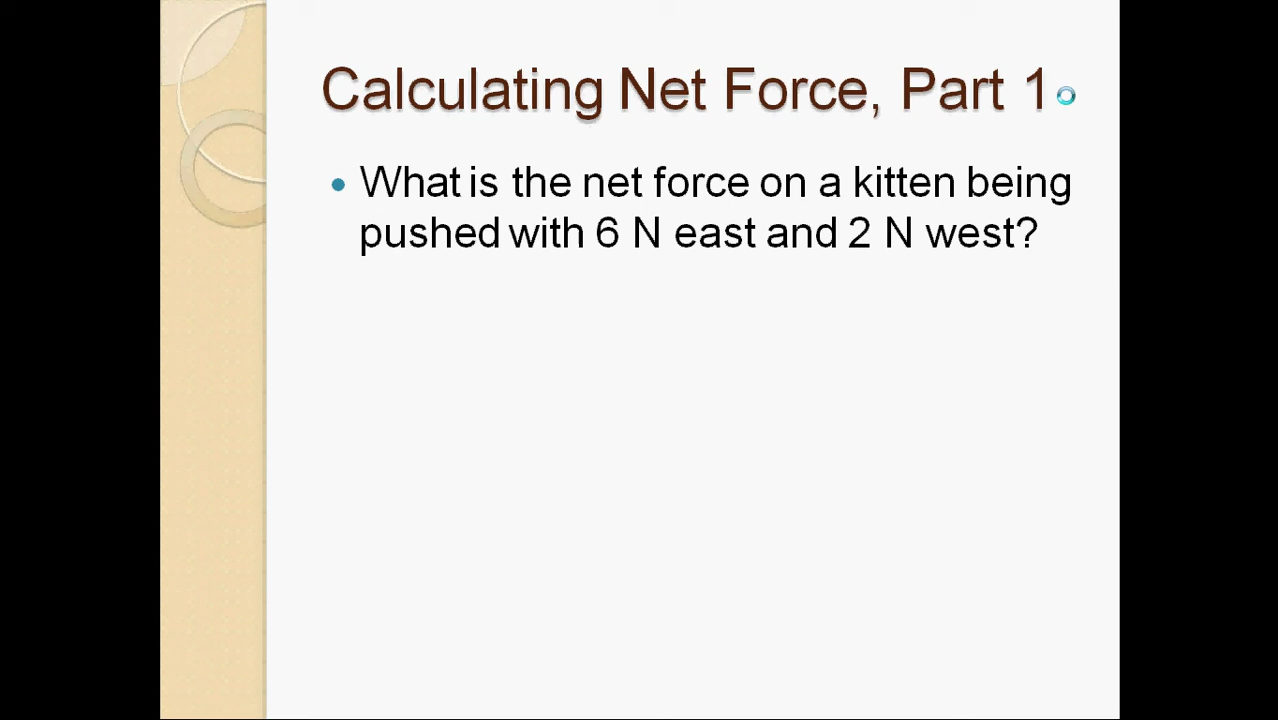 Calculating Net Force, Part 1
• What is the net force on a kitten being
pushed with 6 N east and 2 N west?